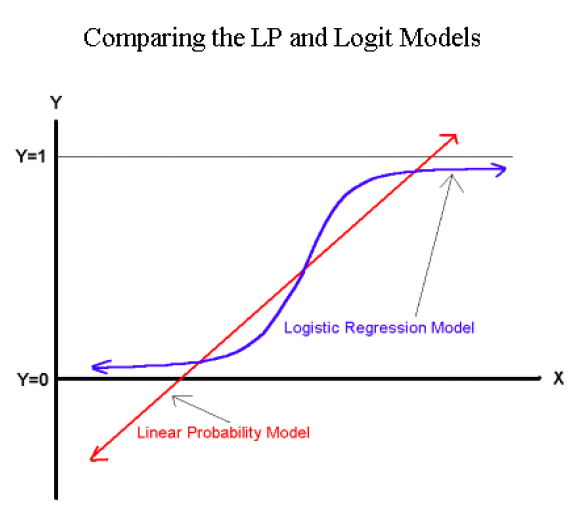 Comparing the LP and Logit Models
Y
Y=1
Logistic Regression Model
Y=0
X
Linear Probability Model